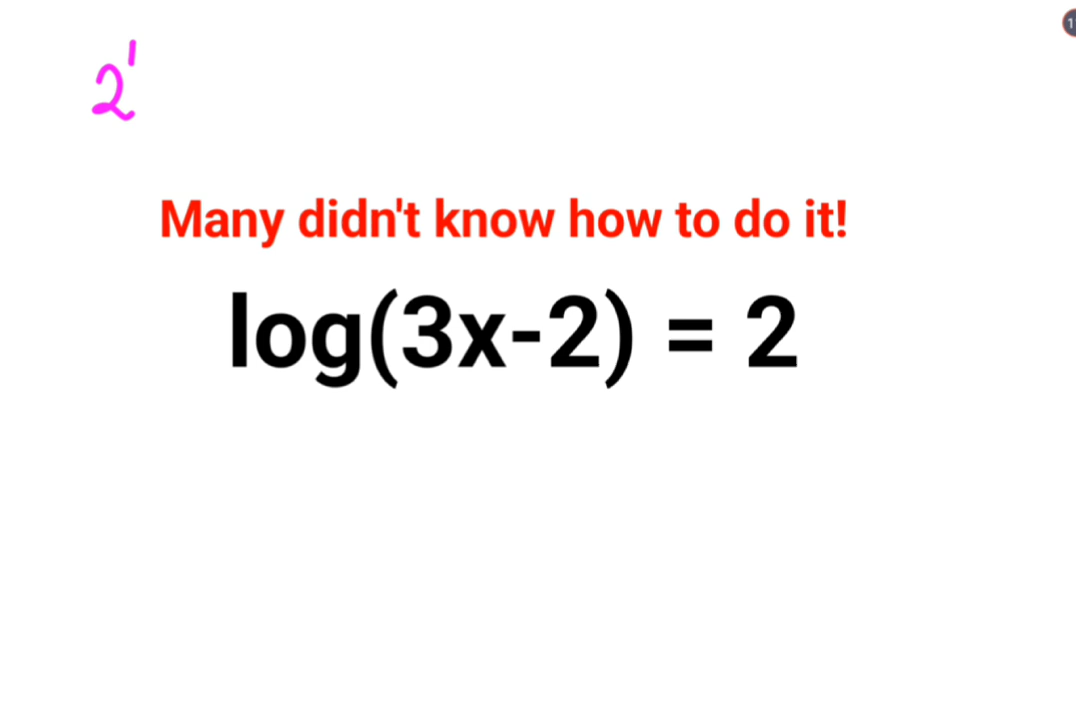 2'
Many didn't know how to do it!
log(3x-2) = 2